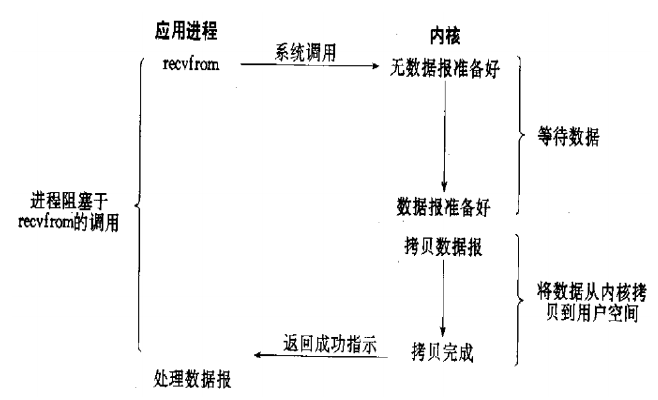 应用进程
内核
recvfrom
系统调用
无数据报准备好
等待数据
进程阻塞于
recvfrom的调用
数据报准备好
拷贝数据报
将数据从内核拷
贝到用户空间
返回成功指示
拷贝完成
处理数据报